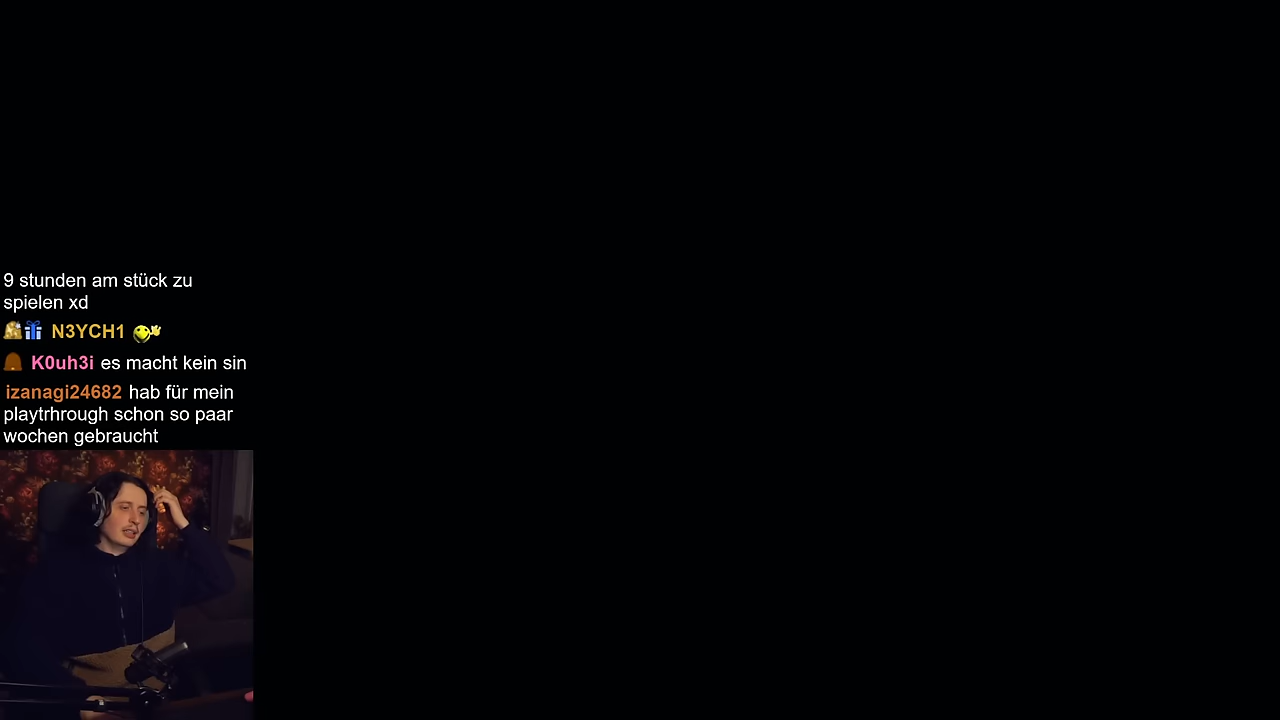 9 stunden am stück zu
spielen xd
N3YCH1
K0uh3i es macht kein sin
izanagi24682 hab für mein
playtrhrough schon so paar
wochen gebraucht